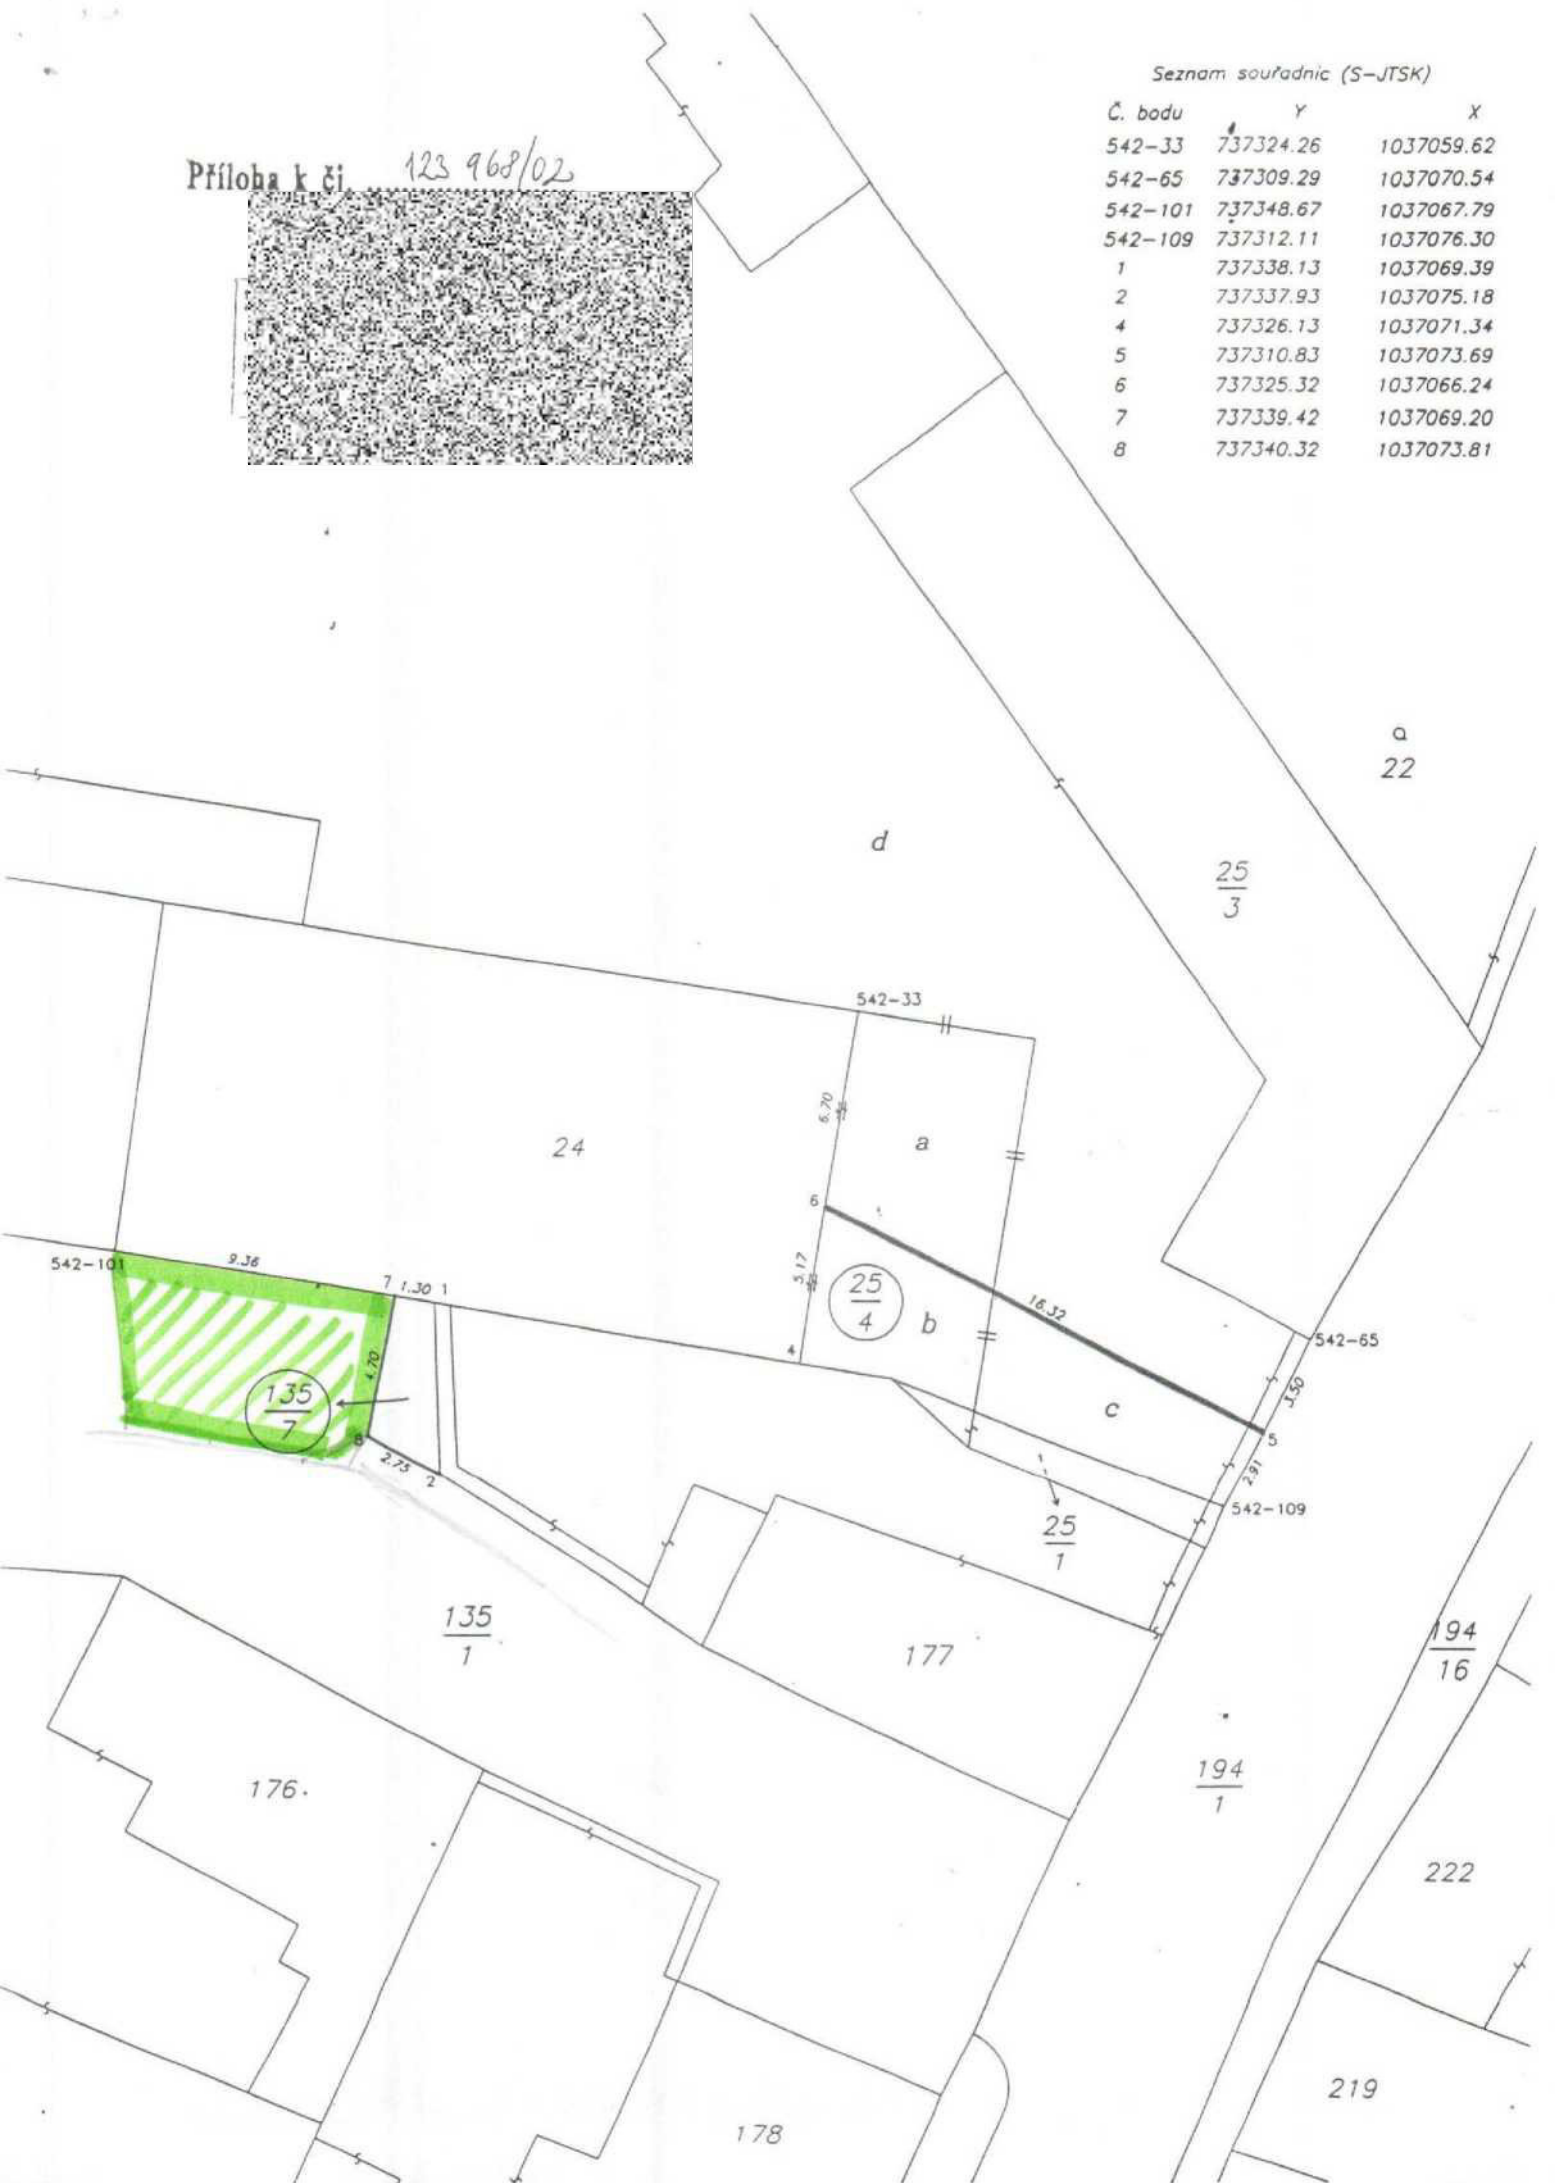 Seznam souřadnic (S-JTSK)
Č. bodu Y X
542-33 737324.26 1037059.62
542-65 737309.29 1037070.54
542-101 737348.67 1037067.79
542-109 737312.11 1037076.30
1 737338.13 1037069.39
2 737337.93 1037075.18
4 737326.13 1037071.34
5 737310.83 1037073.69
6 737325.32 1037066.24
7 737339.42 1037069.20
8 737340.32 1037073.81
Příloha k čj. 123 968/02
a
22
d
25
3
542-33
6.70
a
24
6
5.17
25
4
b
16.32
542-101
9.36
7
1.30
1
542-65
3.50
4
4.70
135
7
c
5
8
2.75
2
2.91
542-109
25
1
135
1
177
194
16
176.
194
1
222
219
178